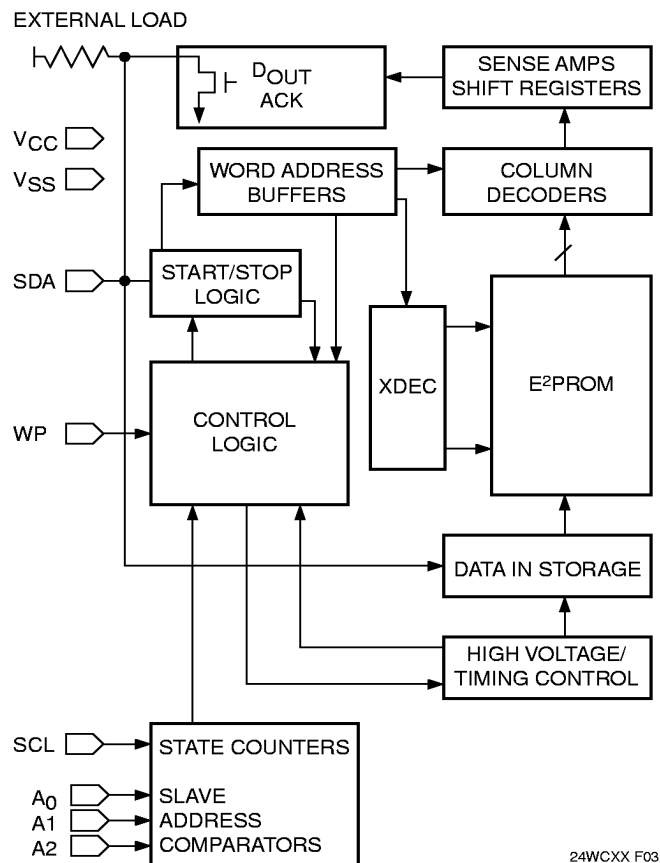 EXTERNAL LOAD
DOUT
ACK
SENSE AMPS
SHIFT REGISTERS
VCC
VSS
WORD ADDRESS
BUFFERS
COLUMN
DECODERS
SDA
START/STOP
LOGIC
XDEC
E²PROM
WP
CONTROL
LOGIC
DATA IN STORAGE
HIGH VOLTAGE/
TIMING CONTROL
SCL
STATE COUNTERS
A0
SLAVE
A1
ADDRESS
A2
COMPARATORS
24WCXX F03